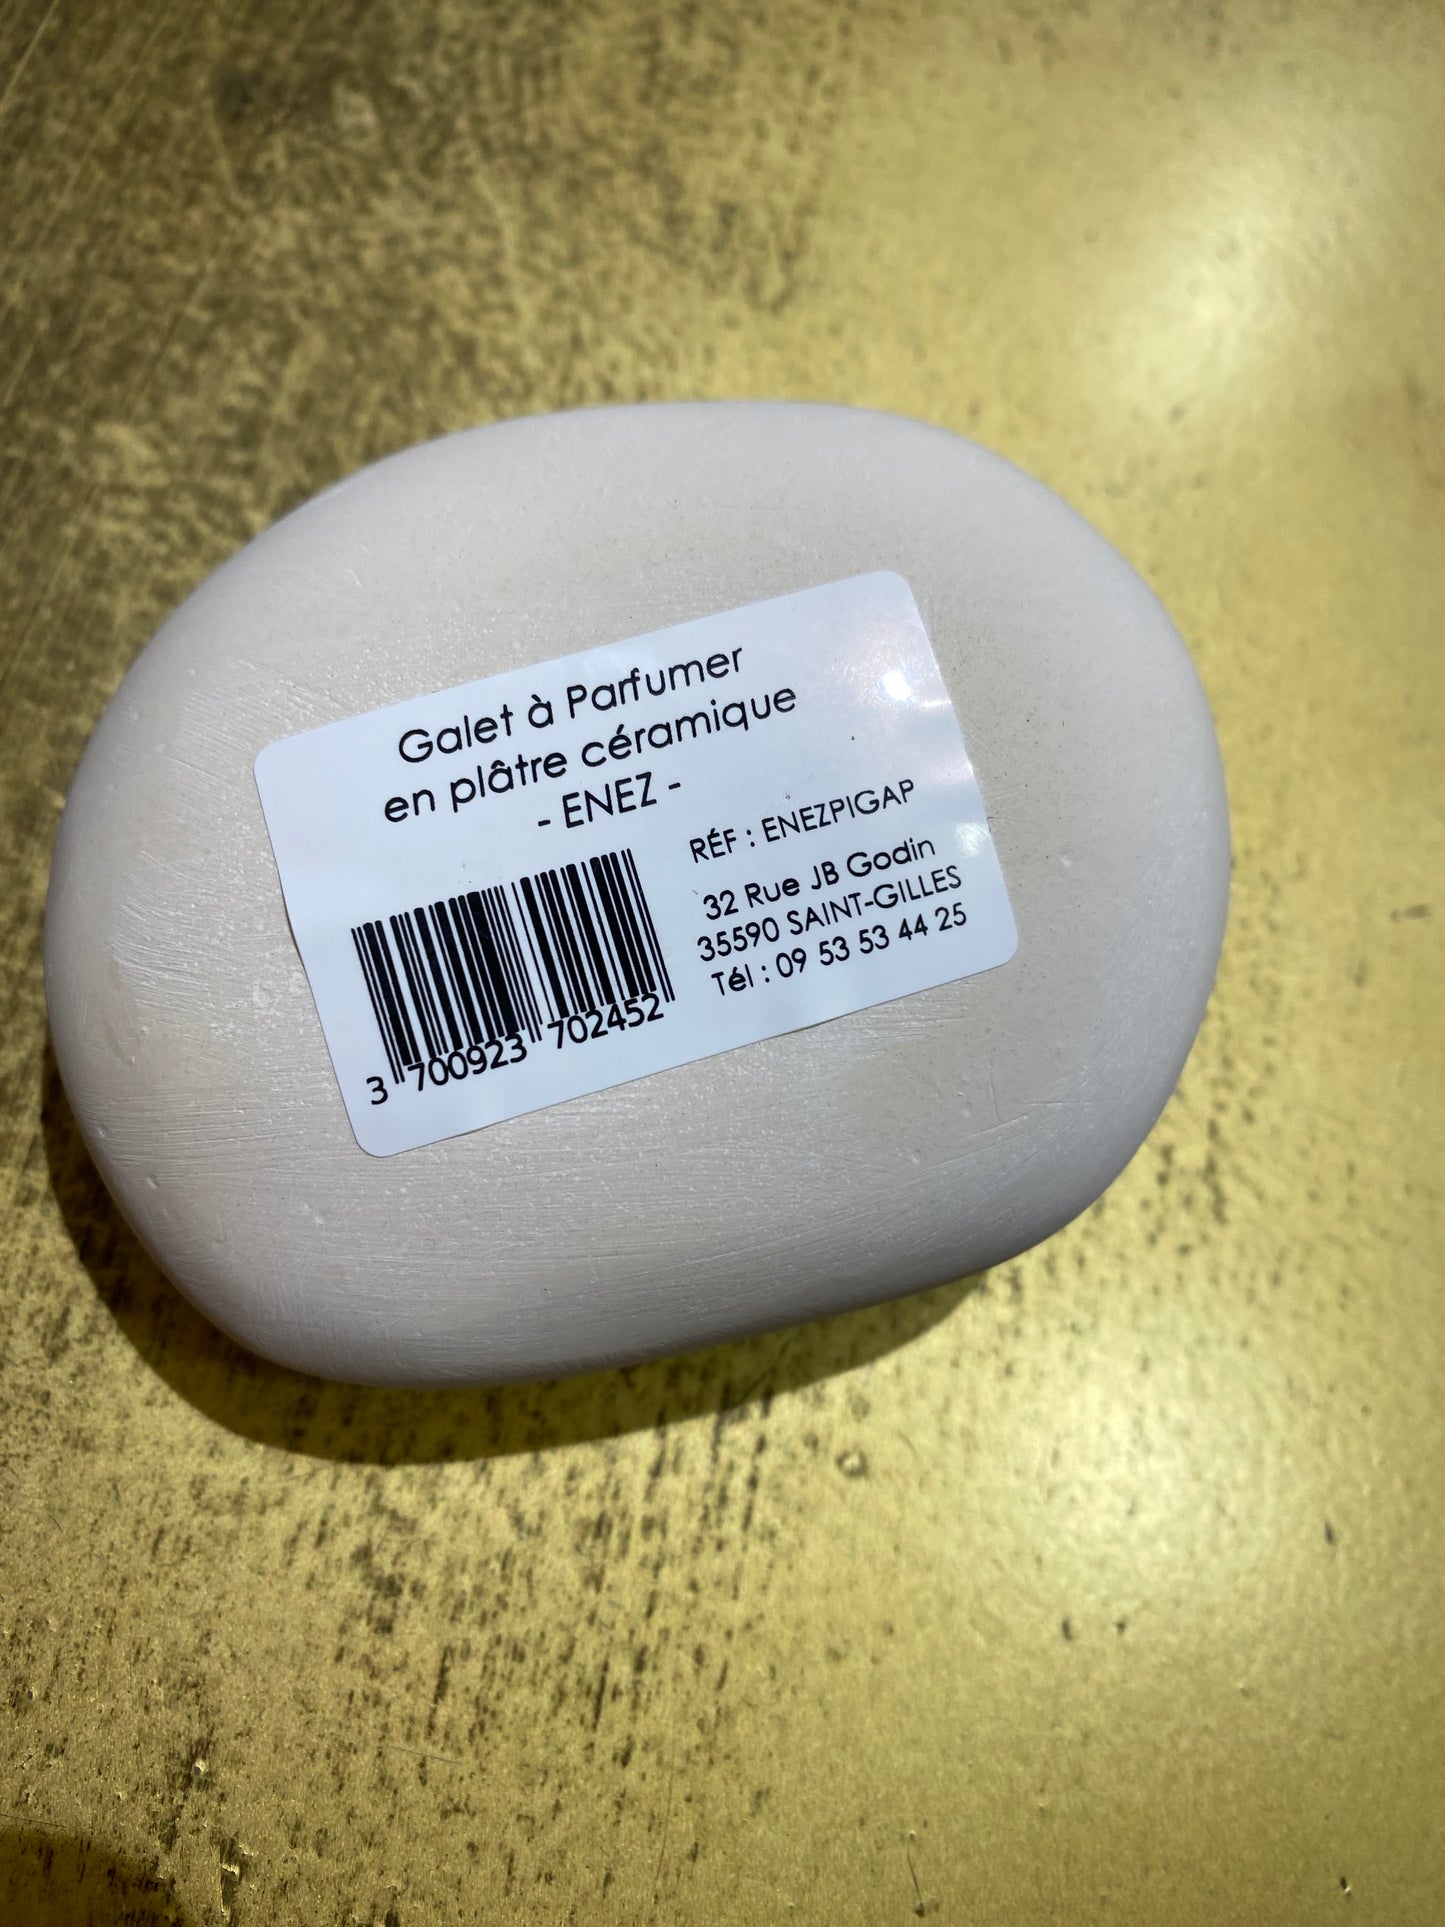 Galet à Parfumer
en plâtre céramique
- ENEZ -
RÉF : ENEZPIGAP
32 Rue JB Godin
35590 SAINT-GILLES
Tél : 09 53 53 44 25
3 700923 702452